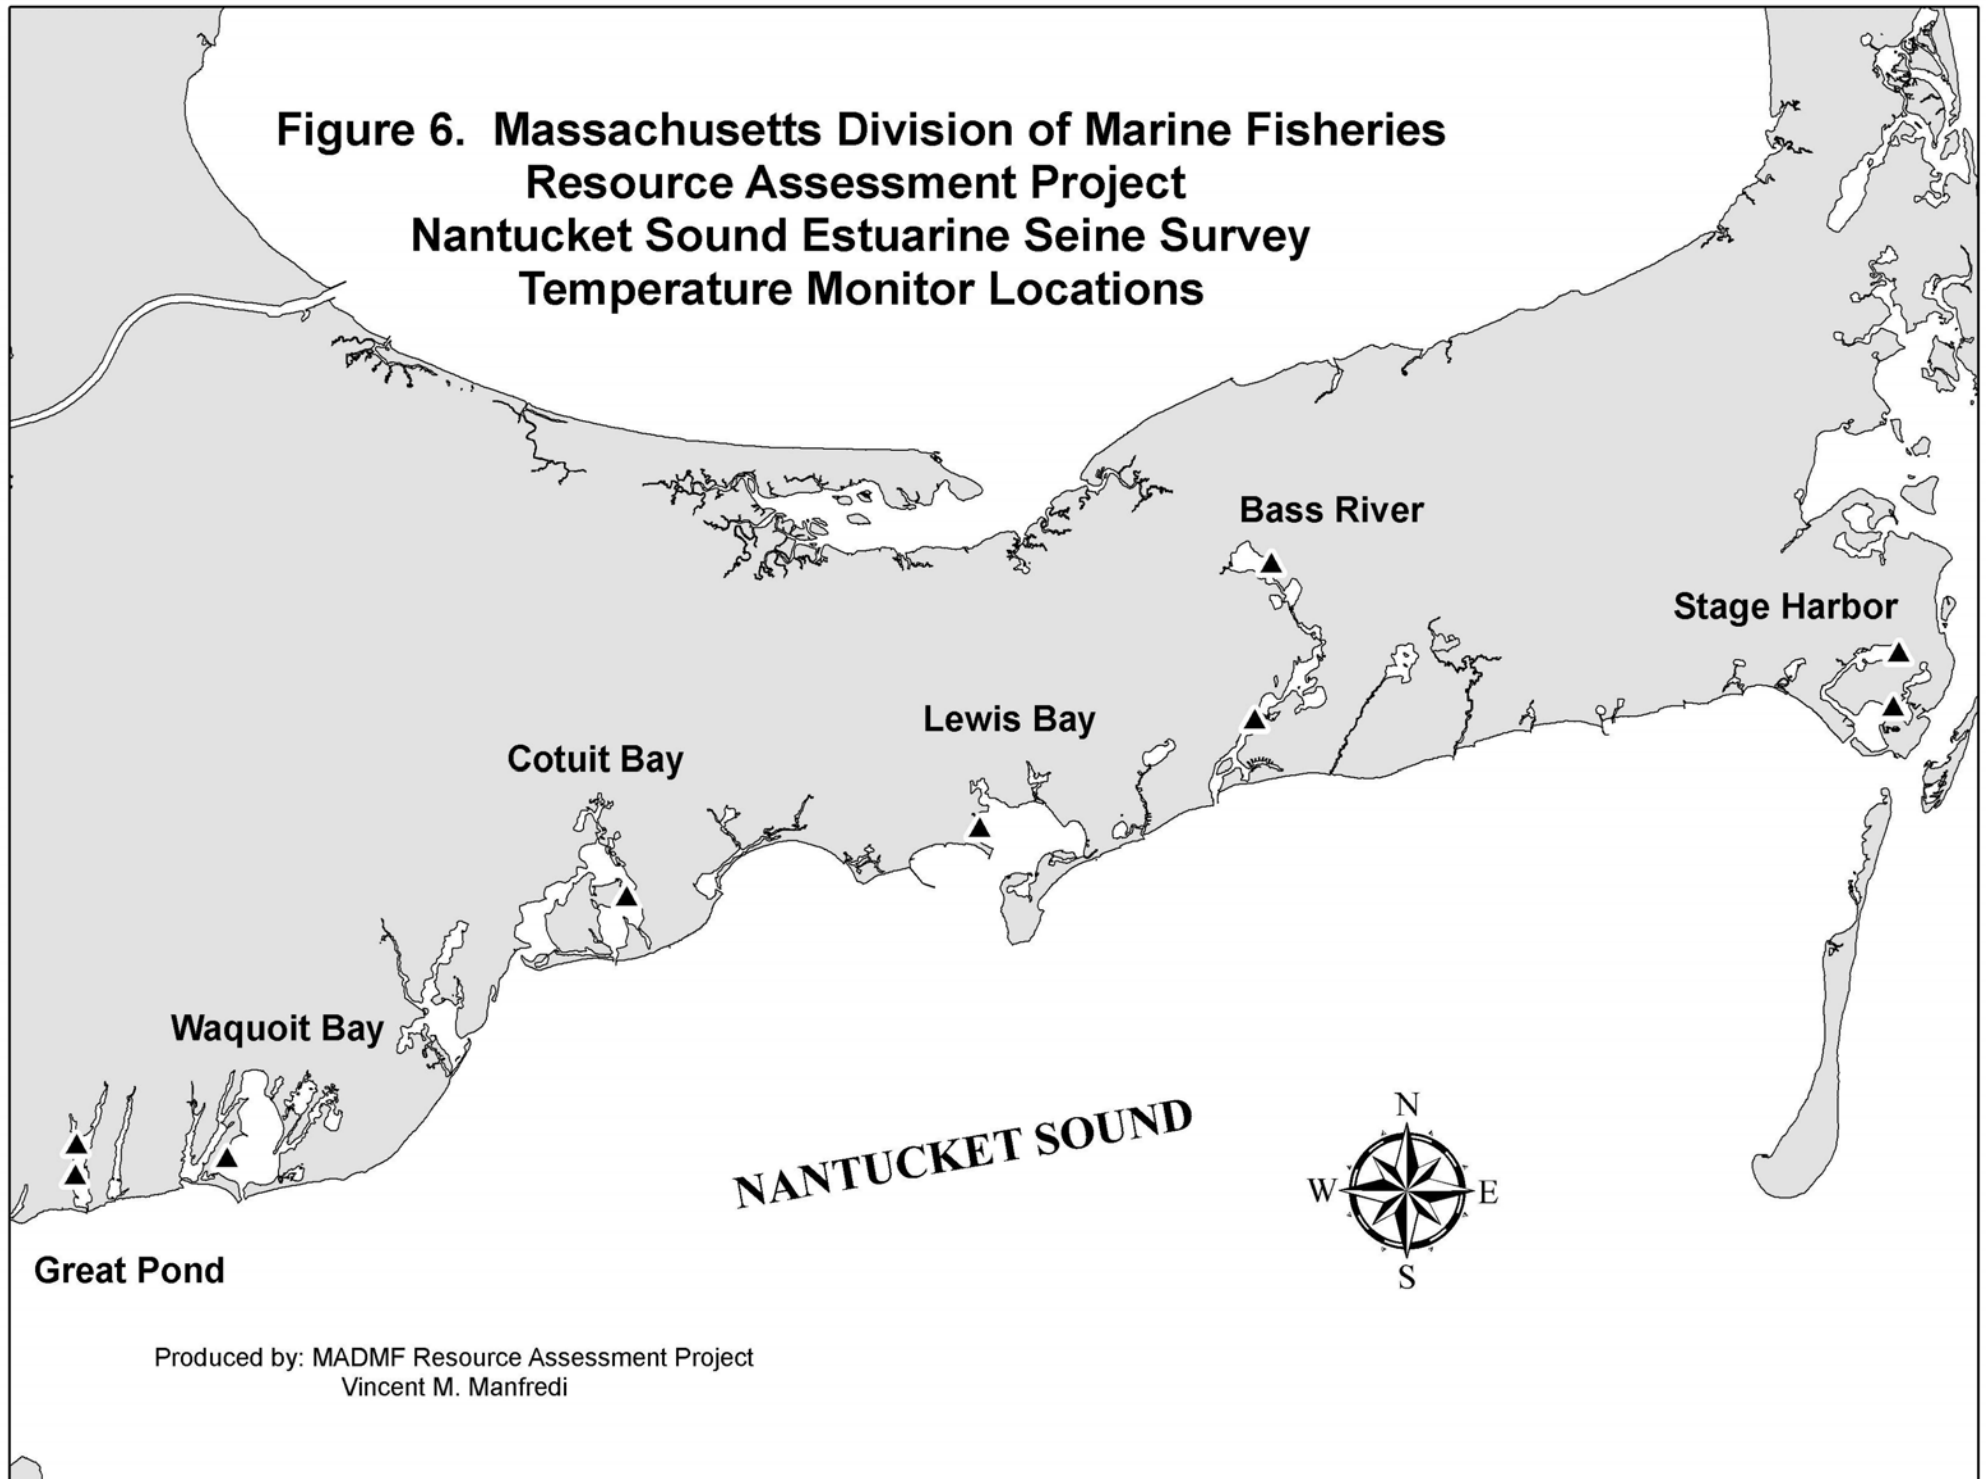 Figure 6. Massachusetts Division of Marine Fisheries
Resource Assessment Project
Nantucket Sound Estuarine Seine Survey
Temperature Monitor Locations
Bass River
Stage Harbor
Lewis Bay
Cotuit Bay
Waquoit Bay
NANTUCKET SOUND
N
W
E
S
Great Pond
Produced by: MADMF Resource Assessment Project
Vincent M. Manfredi